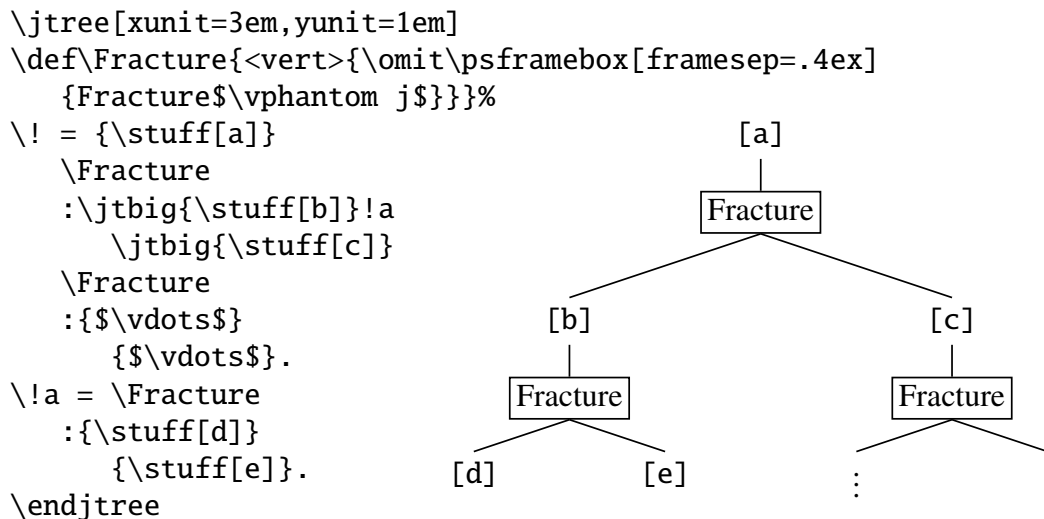 \jtree[xunit=3em,yunit=1em]
\def\Fracture{<vert>{\omit\psframebox[framesep=.4ex]
{Fracture$\vphantom j$}}}%
\! = {\stuff[a]}
\Fracture
:\jtbig{\stuff[b]}!a
\jtbig{\stuff[c]}
\Fracture
:{$\vdots$}
{$\vdots$}.
\!a = \Fracture
:{\stuff[d]}
{\stuff[e]}.
\endjtree
[a]
Fracture
[b] [c]
Fracture Fracture
[d] [e] ⋮